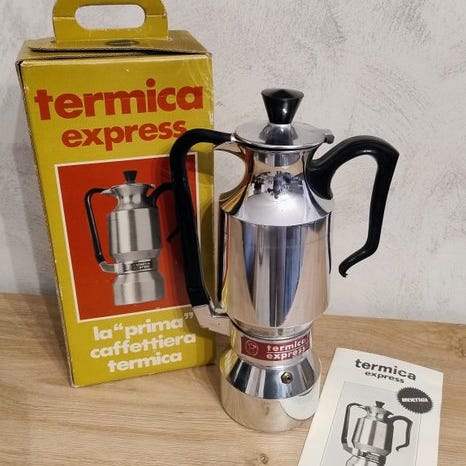 termica
express
la "prima"
caffettiera
termica
termica
express
termica
express
BREVETTATA